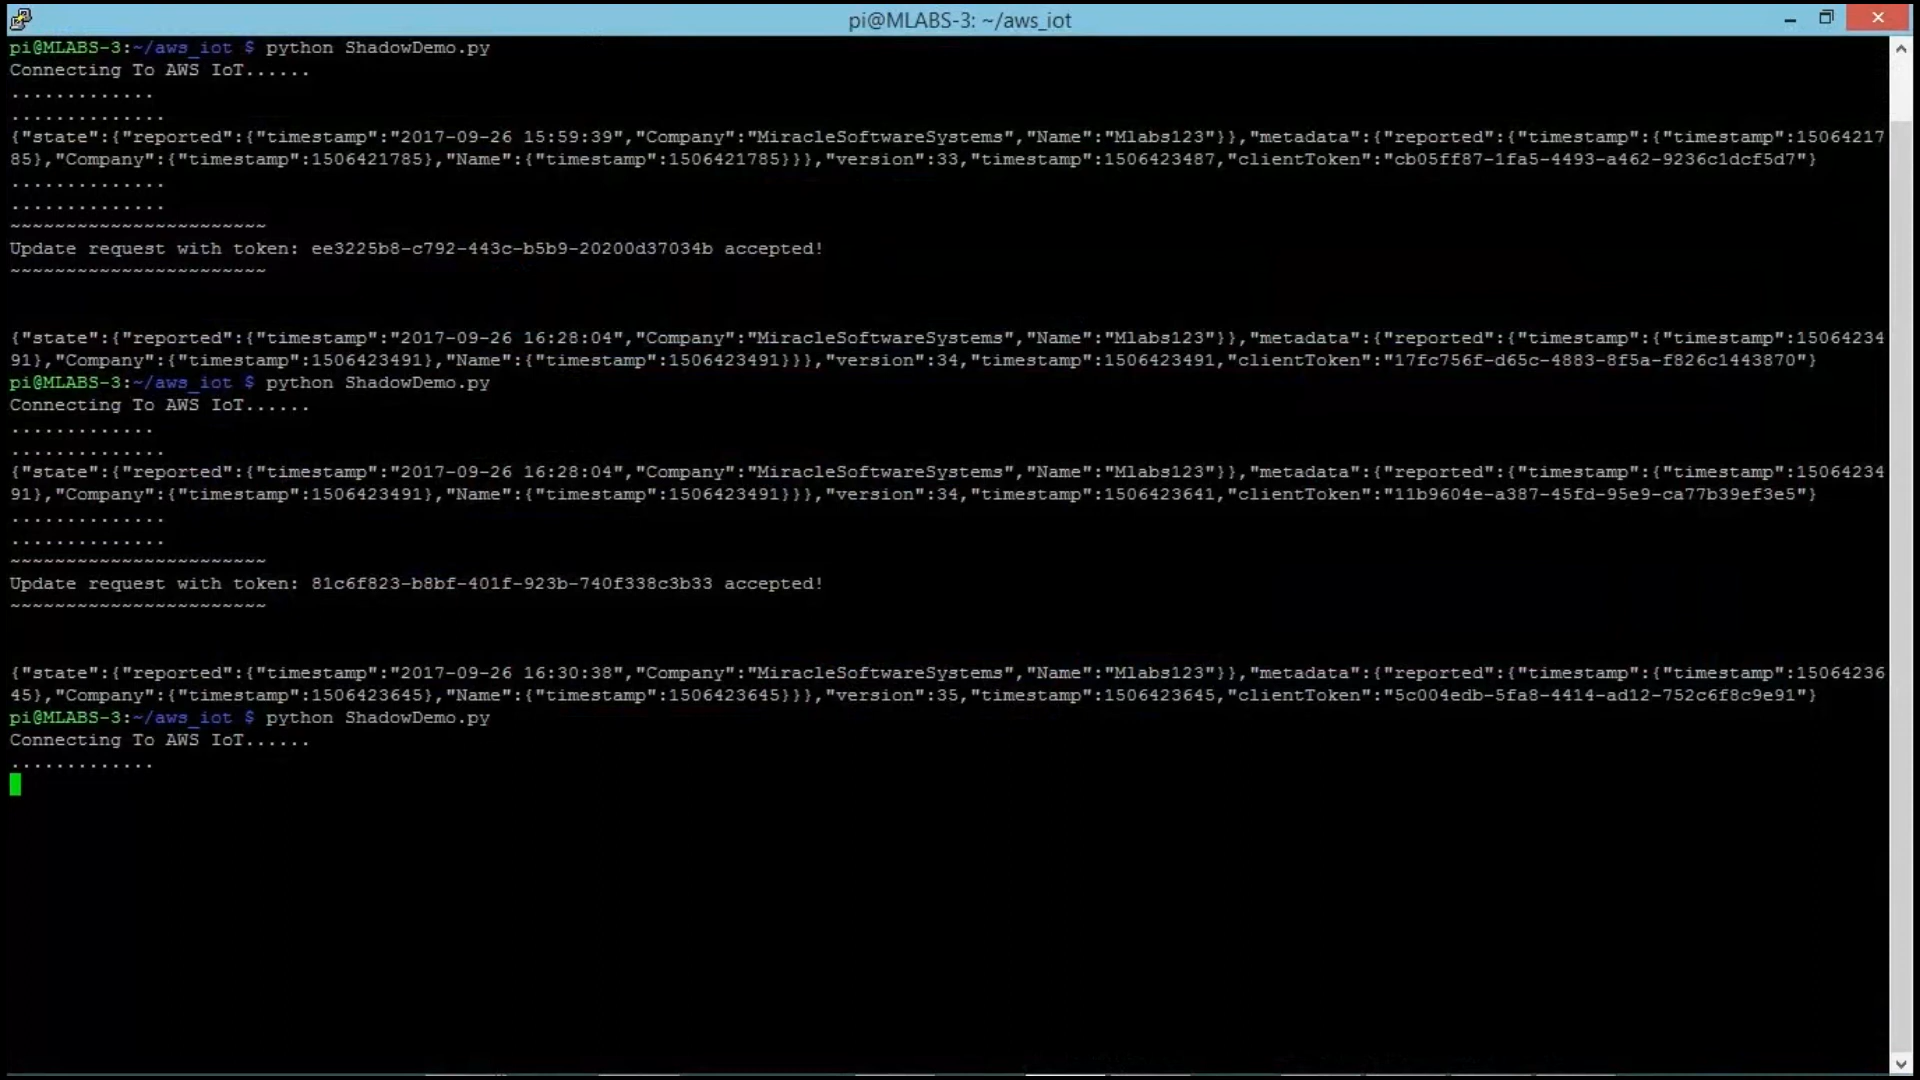 pi@MLABS-3: ~/aws_iot
pi@MLABS-3:~/aws_iot $ python ShadowDemo.py
Connecting To AWS IoT......
.............
..............
{"state":{"reported":{"timestamp":"2017-09-26 15:59:39","Company":"MiracleSoftwareSystems","Name":"Mlabs123"}},"metadata":{"reported":{"timestamp":{"timestamp":15064217
85},"Company":{"timestamp":1506421785},"Name":{"timestamp":1506421785}}},"version":33,"timestamp":1506423487,"clientToken":"cb05ff87-1fa5-4493-a462-9236c1dcf5d7"}
..............
..............
~~~~~~~~~~~~~~~~~~~~~~~
Update request with token: ee3225b8-c792-443c-b5b9-20200d37034b accepted!
~~~~~~~~~~~~~~~~~~~~~~~
{"state":{"reported":{"timestamp":"2017-09-26 16:28:04","Company":"MiracleSoftwareSystems","Name":"Mlabs123"}},"metadata":{"reported":{"timestamp":{"timestamp":15064234
91},"Company":{"timestamp":1506423491},"Name":{"timestamp":1506423491}}},"version":34,"timestamp":1506423491,"clientToken":"17fc756f-d65c-4883-8f5a-f826c1443870"}
pi@MLABS-3:~/aws_iot $ python ShadowDemo.py
Connecting To AWS IoT......
.............
..............
{"state":{"reported":{"timestamp":"2017-09-26 16:28:04","Company":"MiracleSoftwareSystems","Name":"Mlabs123"}},"metadata":{"reported":{"timestamp":{"timestamp":15064234
91},"Company":{"timestamp":1506423491},"Name":{"timestamp":1506423491}}},"version":34,"timestamp":1506423641,"clientToken":"11b9604e-a387-45fd-95e9-ca77b39ef3e5"}
..............
..............
~~~~~~~~~~~~~~~~~~~~~~~
Update request with token: 81c6f823-b8bf-401f-923b-740f338c3b33 accepted!
~~~~~~~~~~~~~~~~~~~~~~~
{"state":{"reported":{"timestamp":"2017-09-26 16:30:38","Company":"MiracleSoftwareSystems","Name":"Mlabs123"}},"metadata":{"reported":{"timestamp":{"timestamp":15064236
45},"Company":{"timestamp":1506423645},"Name":{"timestamp":1506423645}}},"version":35,"timestamp":1506423645,"clientToken":"5c004edb-5fa8-4414-ad12-752c6f8c9e91"}
pi@MLABS-3:~/aws_iot $ python ShadowDemo.py
Connecting To AWS IoT......
.............